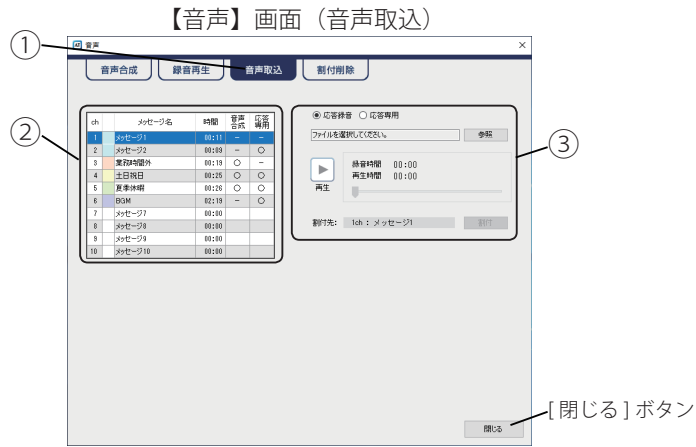 【音声】画面（音声取込）
①
音声
×
音声合成
録音再生
音声取込
割付削除
②
ch メッセージ名 時間 音声合成 応答専用
1 メッセージ1 00:11 − −
2 メッセージ2 00:09 − ○
3 業務時間外 00:19 ○ −
4 土日祝日 00:25 ○ ○
5 夏季休暇 00:26 ○ ○
6 BGM 02:19 − ○
7 メッセージ7 00:00
8 メッセージ8 00:00
9 メッセージ9 00:00
10 メッセージ10 00:00
③
応答録音 応答専用
ファイルを選択してください。 参照
録音時間 00:00
再生時間 00:00
再生
割付先: 1ch : メッセージ1 割付
閉じる
[ 閉じる ] ボタン